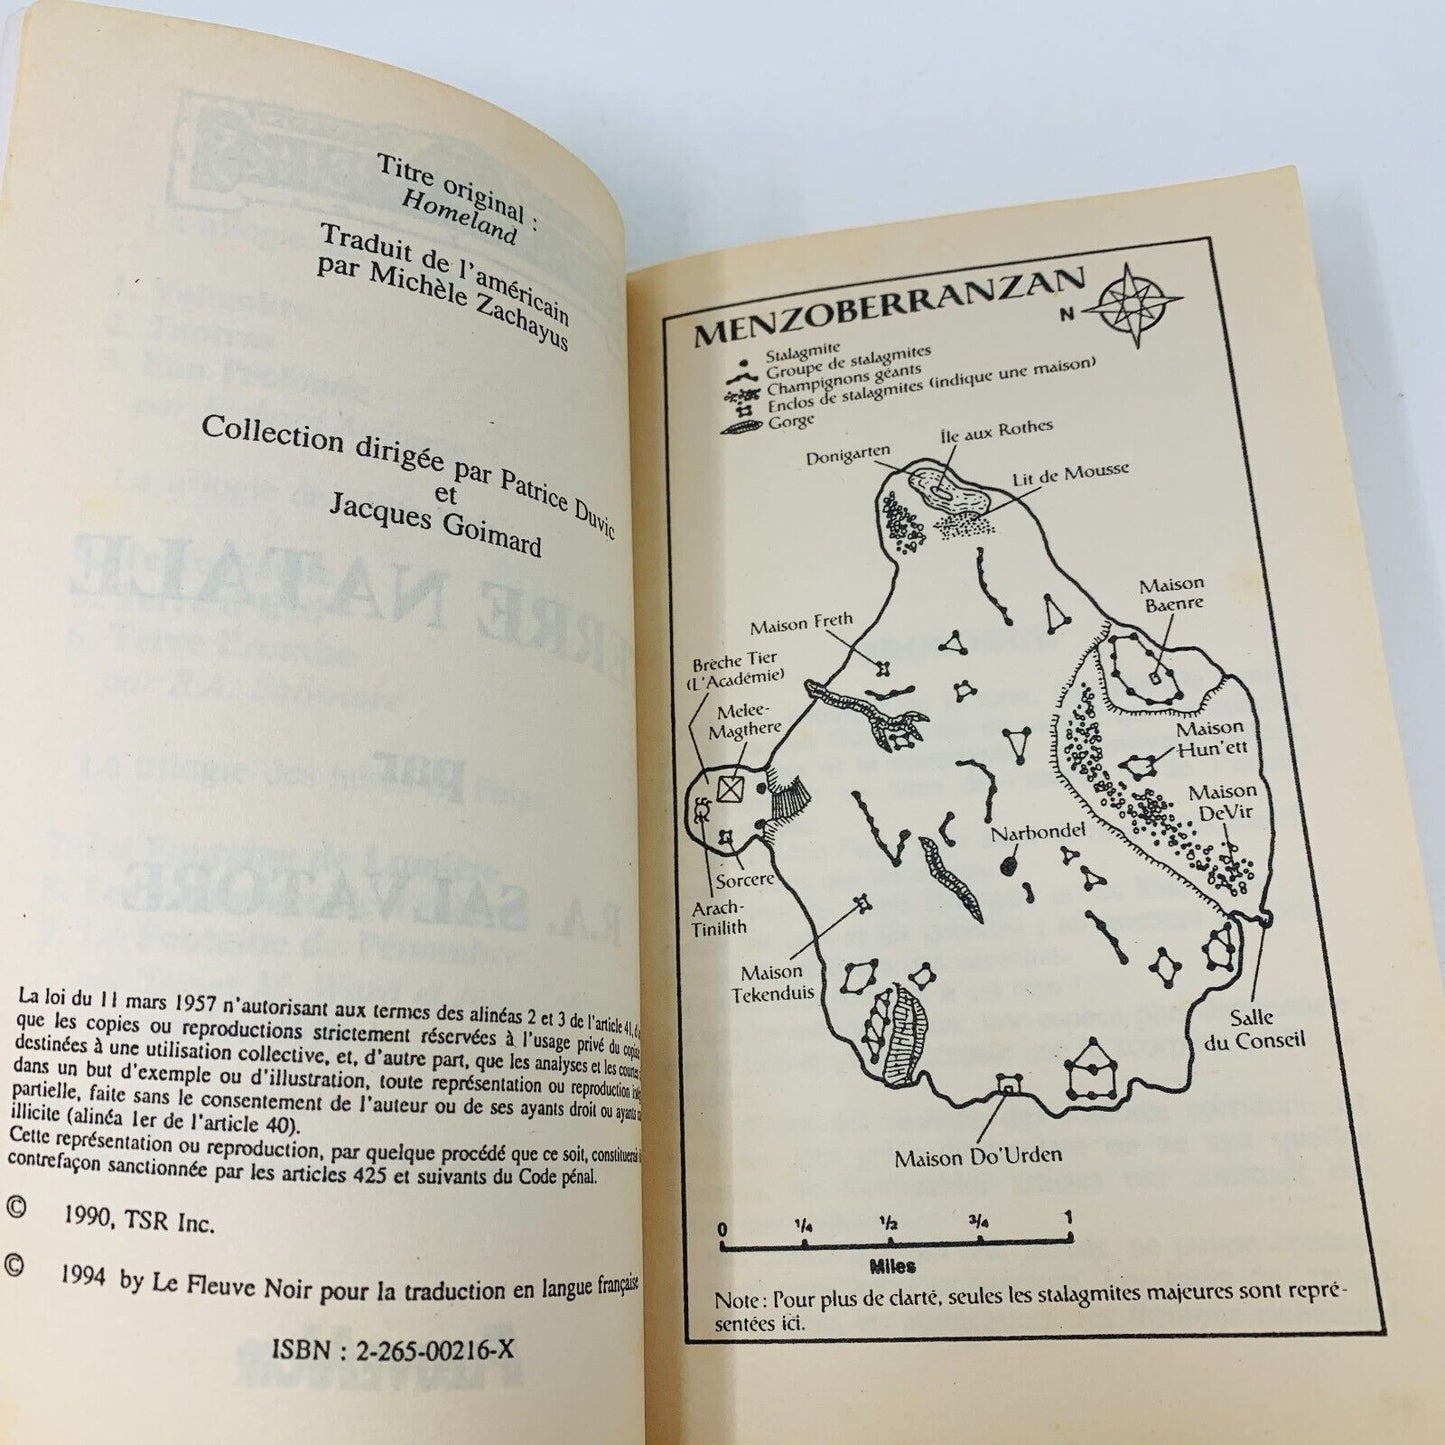 Titre original :
Homeland
Traduit de l'américain
par Michèle Zachayus
Collection dirigée par Patrice Duvic
et
Jacques Goimard
La loi du 11 mars 1957 n'autorisant aux termes des alinéas 2 et 3 de l'article 41,
que les copies ou reproductions strictement réservées à l'usage privé du
destinées à une utilisation collective, et, d'autre part, que les analyses et les
dans un but d'exemple ou d'illustration, toute représentation ou reproduction
partielle, faite sans le consentement de l'auteur ou de ses ayants droit ou ayants
illicite (alinéa 1er de l'article 40).
Cette représentation ou reproduction, par quelque procédé que ce soit,
contrefaçon sanctionnée par les articles 425 et suivants du Code pénal.
© 1990, TSR Inc.
© 1994 by Le Fleuve Noir pour la traduction en langue française
ISBN : 2-265-00216-X
MENZOBERRANZAN
N
Stalagmite
Groupe de stalagmites
Champignons géants
Enclos de stalagmites (indique une maison)
Gorge
Île aux Rothes
Donigarten
Lit de Mousse
Maison
Baenre
Maison Freth
Brèche Tier
(L'Académie)
Melee-
Magthere
Maison
Hun'ett
Maison
DeVir
Narbondel
Sorcere
Arach-
Tinilith
Maison
Tekenduis
Salle
du Conseil
Maison Do'Urden
0 1/4 1/2 3/4 1
Miles
Note : Pour plus de clarté, seules les stalagmites majeures sont repré-
sentées ici.